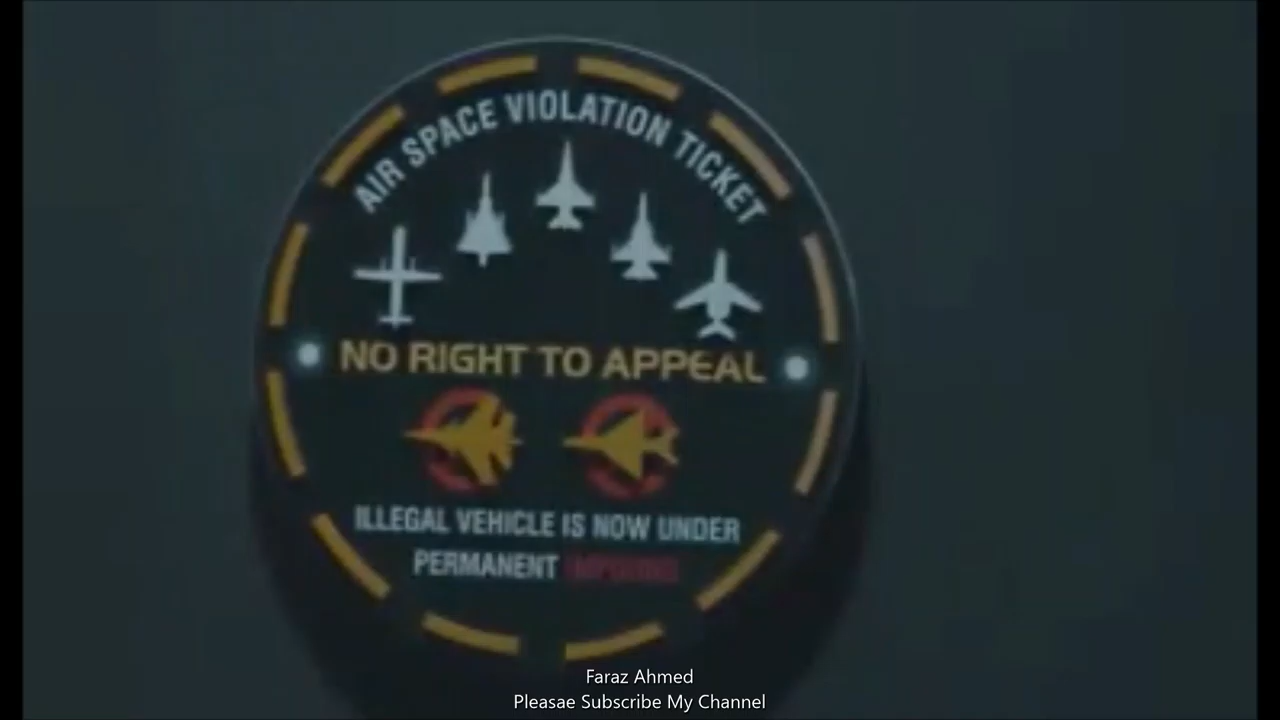 AIR SPACE VIOLATION TICKET
NO RIGHT TO APPEAL
ILLEGAL VEHICLE IS NOW UNDER
PERMANENT
Faraz Ahmed
Pleasae Subscribe My Channel